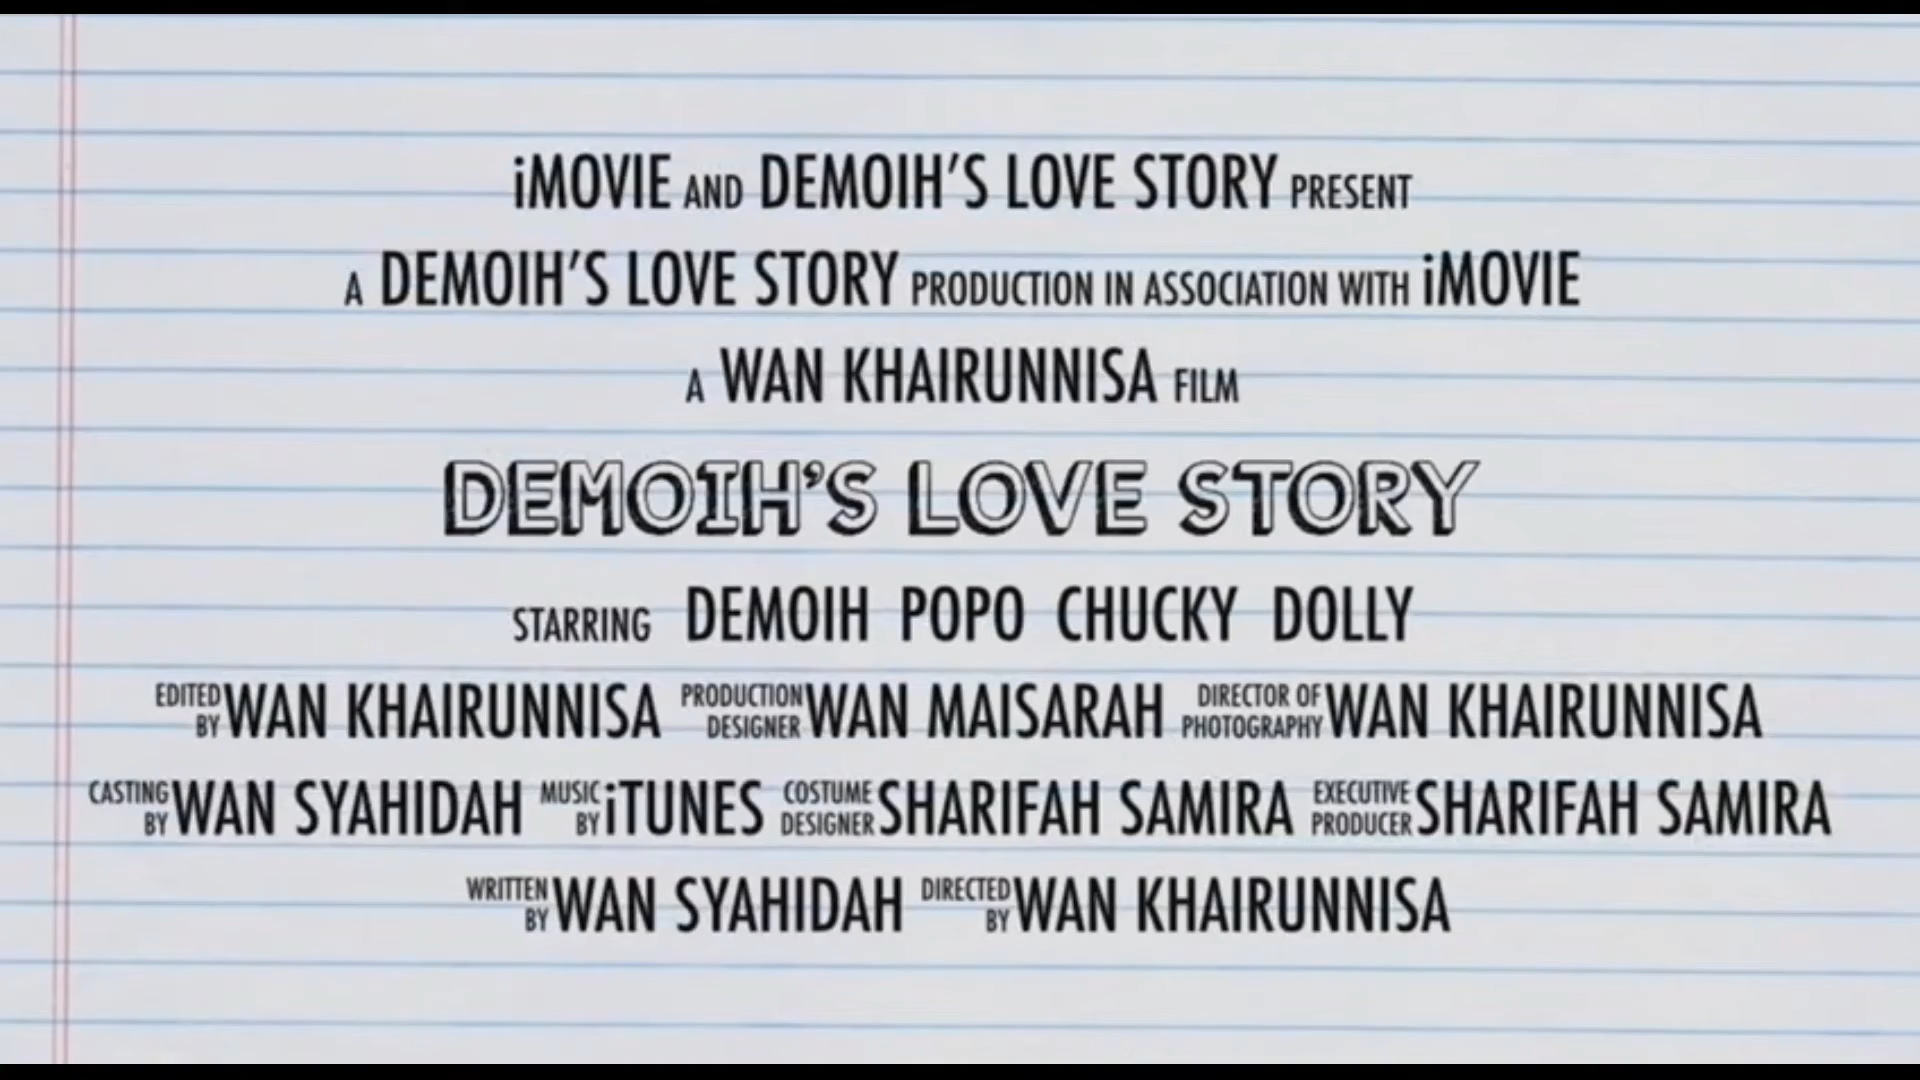 iMOVIE AND DEMOIH'S LOVE STORY PRESENT
A DEMOIH'S LOVE STORY PRODUCTION IN ASSOCIATION WITH iMOVIE
A WAN KHAIRUNNISA FILM
DEMOIH'S LOVE STORY
STARRING DEMOIH POPO CHUCKY DOLLY
EDITED BY WAN KHAIRUNNISA PRODUCTION DESIGNER WAN MAISARAH DIRECTOR OF PHOTOGRAPHY WAN KHAIRUNNISA
CASTING BY WAN SYAHIDAH MUSIC BY iTUNES COSTUME DESIGNER SHARIFAH SAMIRA EXECUTIVE PRODUCER SHARIFAH SAMIRA
WRITTEN BY WAN SYAHIDAH DIRECTED BY WAN KHAIRUNNISA